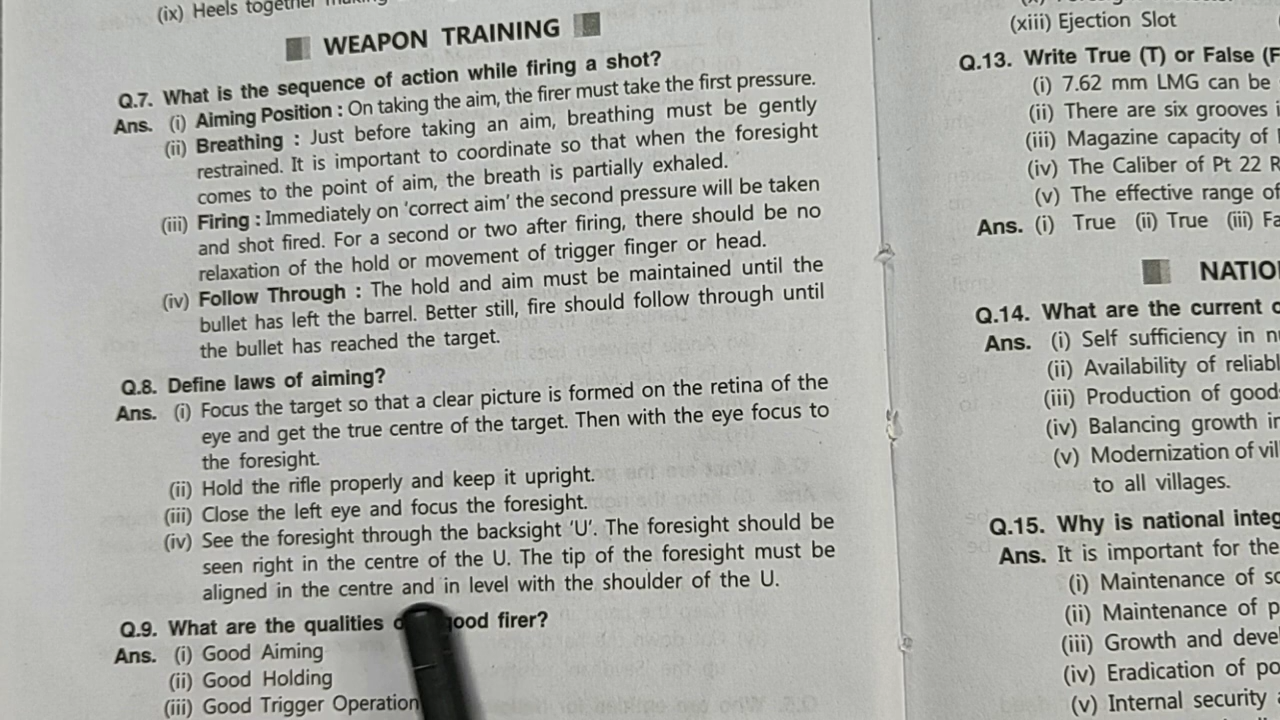 (ix) Heels together
WEAPON TRAINING
Q.7. What is the sequence of action while firing a shot?
Ans. (i) Aiming Position : On taking the aim, the firer must take the first pressure.
(ii) Breathing : Just before taking an aim, breathing must be gently
restrained. It is important to coordinate so that when the foresight
comes to the point of aim, the breath is partially exhaled.
(iii) Firing : Immediately on 'correct aim' the second pressure will be taken
and shot fired. For a second or two after firing, there should be no
relaxation of the hold or movement of trigger finger or head.
(iv) Follow Through : The hold and aim must be maintained until the
bullet has left the barrel. Better still, fire should follow through until
the bullet has reached the target.
Q.8. Define laws of aiming?
Ans. (i) Focus the target so that a clear picture is formed on the retina of the
eye and get the true centre of the target. Then with the eye focus to
the foresight.
(ii) Hold the rifle properly and keep it upright.
(iii) Close the left eye and focus the foresight.
(iv) See the foresight through the backsight 'U'. The foresight should be
seen right in the centre of the U. The tip of the foresight must be
aligned in the centre and in level with the shoulder of the U.
Q.9. What are the qualities good firer?
Ans. (i) Good Aiming
(ii) Good Holding
(iii) Good Trigger Operation
(xiii) Ejection Slot
Q.13. Write True (T) or False (F
(i) 7.62 mm LMG can be
(ii) There are six grooves
(iii) Magazine capacity of
(iv) The Caliber of Pt 22 R
(v) The effective range of
Ans. (i) True (ii) True (iii) Fa
NATIO
Q.14. What are the current
Ans. (i) Self sufficiency in
(ii) Availability of reliabl
(iii) Production of good
(iv) Balancing growth in
(v) Modernization of vil
to all villages.
Q.15. Why is national integ
Ans. It is important for the
(i) Maintenance of
(ii) Maintenance of
(iii) Growth and deve
(iv) Eradication of po
(v) Internal security